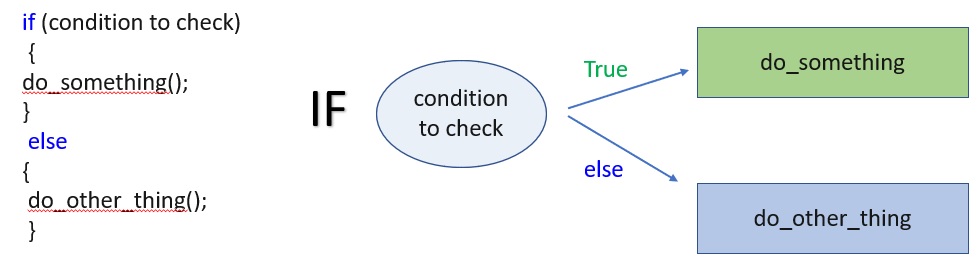 if (condition to check)
{
do_something();
}
else
{
do_other_thing();
}
IF
condition
to check
True
else
do_something
do_other_thing